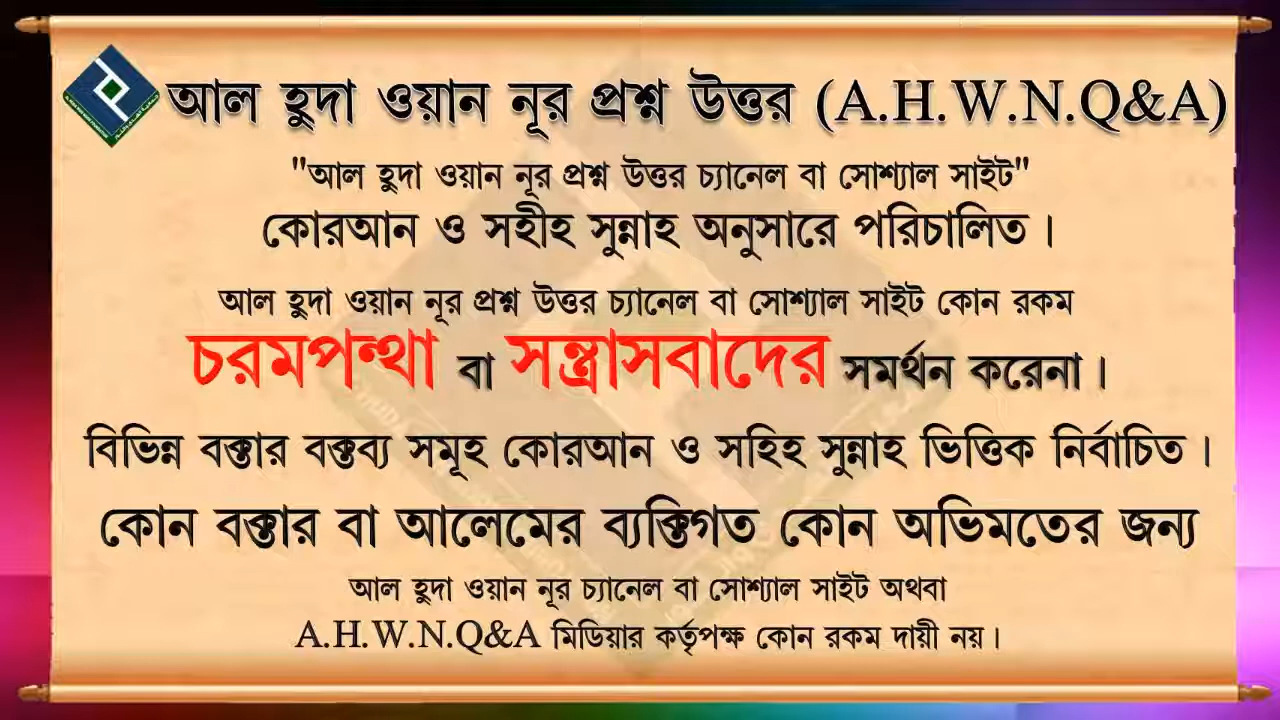 আল হুদা ওয়ান নূর প্রশ্ন উত্তর (A.H.W.N.Q&A)
"আল হুদা ওয়ান নূর প্রশ্ন উত্তর চ্যানেল বা সোশ্যাল সাইট"
কোরআন ও সহীহ সুন্নাহ অনুসারে পরিচালিত।
আল হুদা ওয়ান নূর প্রশ্ন উত্তর চ্যানেল বা সোশ্যাল সাইট কোন রকম
চরমপন্থা বা সন্ত্রাসবাদের সমর্থন করেনা।
বিভিন্ন বক্তার বক্তব্য সমূহ কোরআন ও সহিহ সুন্নাহ ভিত্তিক নির্বাচিত।
কোন বক্তার বা আলেমের ব্যক্তিগত কোন অভিমতের জন্য
আল হুদা ওয়ান নূর চ্যানেল বা সোশ্যাল সাইট অথবা
A.H.W.N.Q&A মিডিয়ার কর্তৃপক্ষ কোন রকম দায়ী নয়।